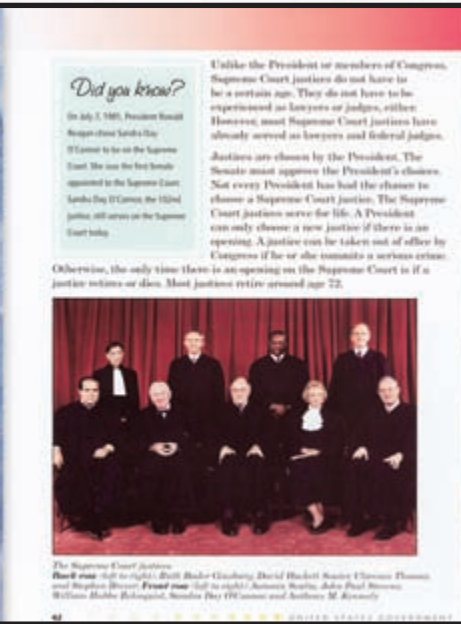 Did you know?
On July 7, 1981, President Ronald
Reagan chose Sandra Day
O'Connor to be on the Supreme
Court. She was the first female
appointed to the Supreme Court.
Sandra Day O'Connor, the 102nd
justice, still serves on the Supreme
Court today.
Unlike the President or members of Congress,
Supreme Court justices do not have to
be a certain age. They do not have to be
experienced as lawyers or judges, either.
However, most Supreme Court justices have
already served as lawyers and federal judges.
Justices are chosen by the President. The
Senate must approve the President's choices.
Not every President has had the chance to
choose a Supreme Court justice. The Supreme
Court justices serve for life. A President
can only choose a new justice if there is an
opening. A justice can be taken out of office by
Congress if he or she commits a serious crime.
Otherwise, the only time there is an opening on the Supreme Court is if a
justice retires or dies. Most justices retire around age 72.
The Supreme Court justices
Back row (left to right): Ruth Bader Ginsburg, David Hackett Souter, Clarence Thomas,
and Stephen Breyer. Front row (left to right): Antonin Scalia, John Paul Stevens,
William Hubbs Rehnquist, Sandra Day O'Connor and Anthony M. Kennedy
62
UNITED STATES GOVERNMENT